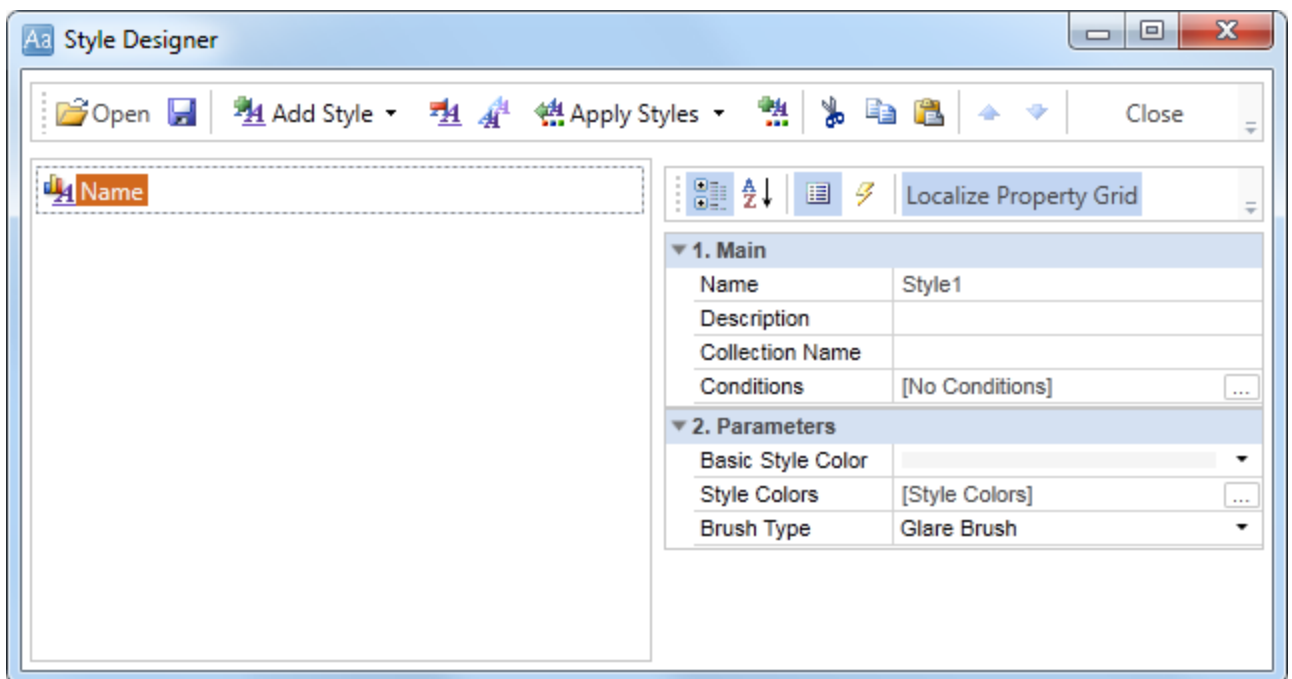 Aa Style Designer
Open Add Style Apply Styles Close
Name
Localize Property Grid
1. Main
Name Style1
Description
Collection Name
Conditions [No Conditions] ...
2. Parameters
Basic Style Color
Style Colors [Style Colors] ...
Brush Type Glare Brush